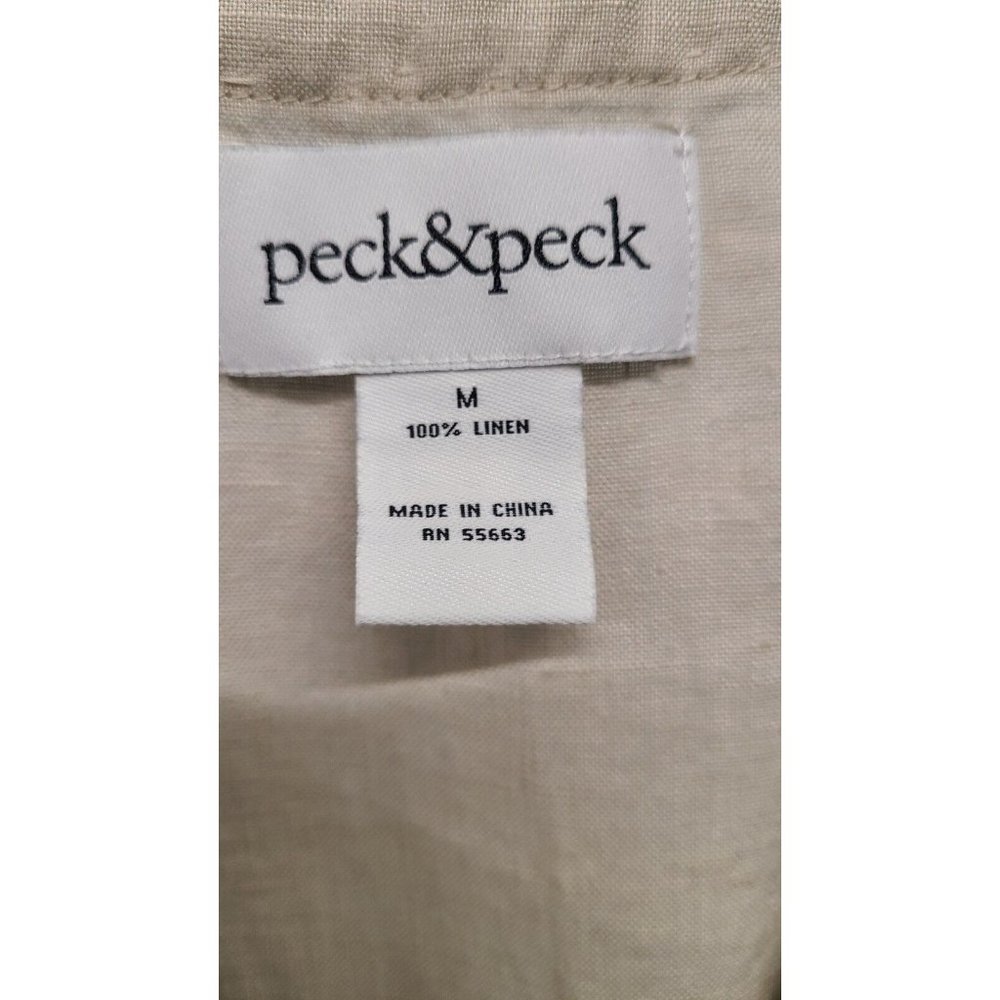 peck&peck
M
100% LINEN
MADE IN CHINA
RN 55663